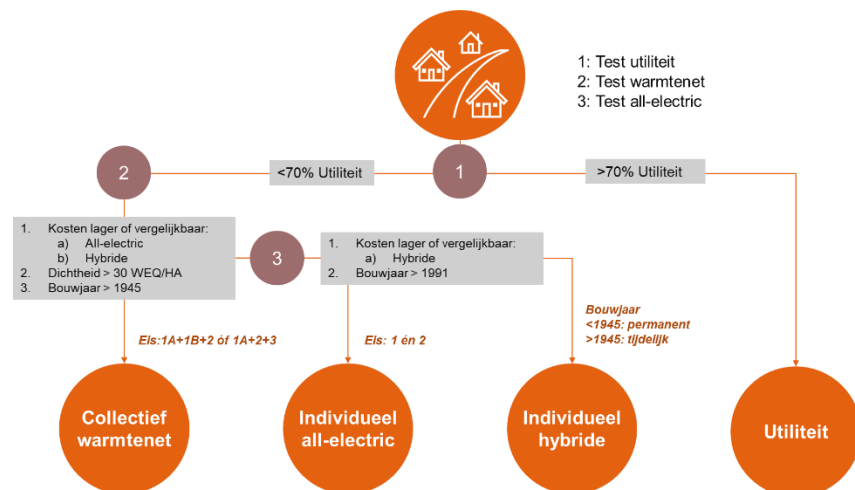 1: Test utiliteit
2: Test warmtenet
3: Test all-electric
2
<70% Utiliteit
1
>70% Utiliteit
1. Kosten lager of vergelijkbaar:
a) All-electric
b) Hybride
2. Dichtheid > 30 WEQ/HA
3. Bouwjaar > 1945
3
1. Kosten lager of vergelijkbaar:
a) Hybride
2. Bouwjaar > 1991
Eis:1A+1B+2 óf 1A+2+3
Eis: 1 én 2
Bouwjaar
<1945: permanent
>1945: tijdelijk
Collectief
warmtenet
Individueel
all-electric
Individueel
hybride
Utiliteit